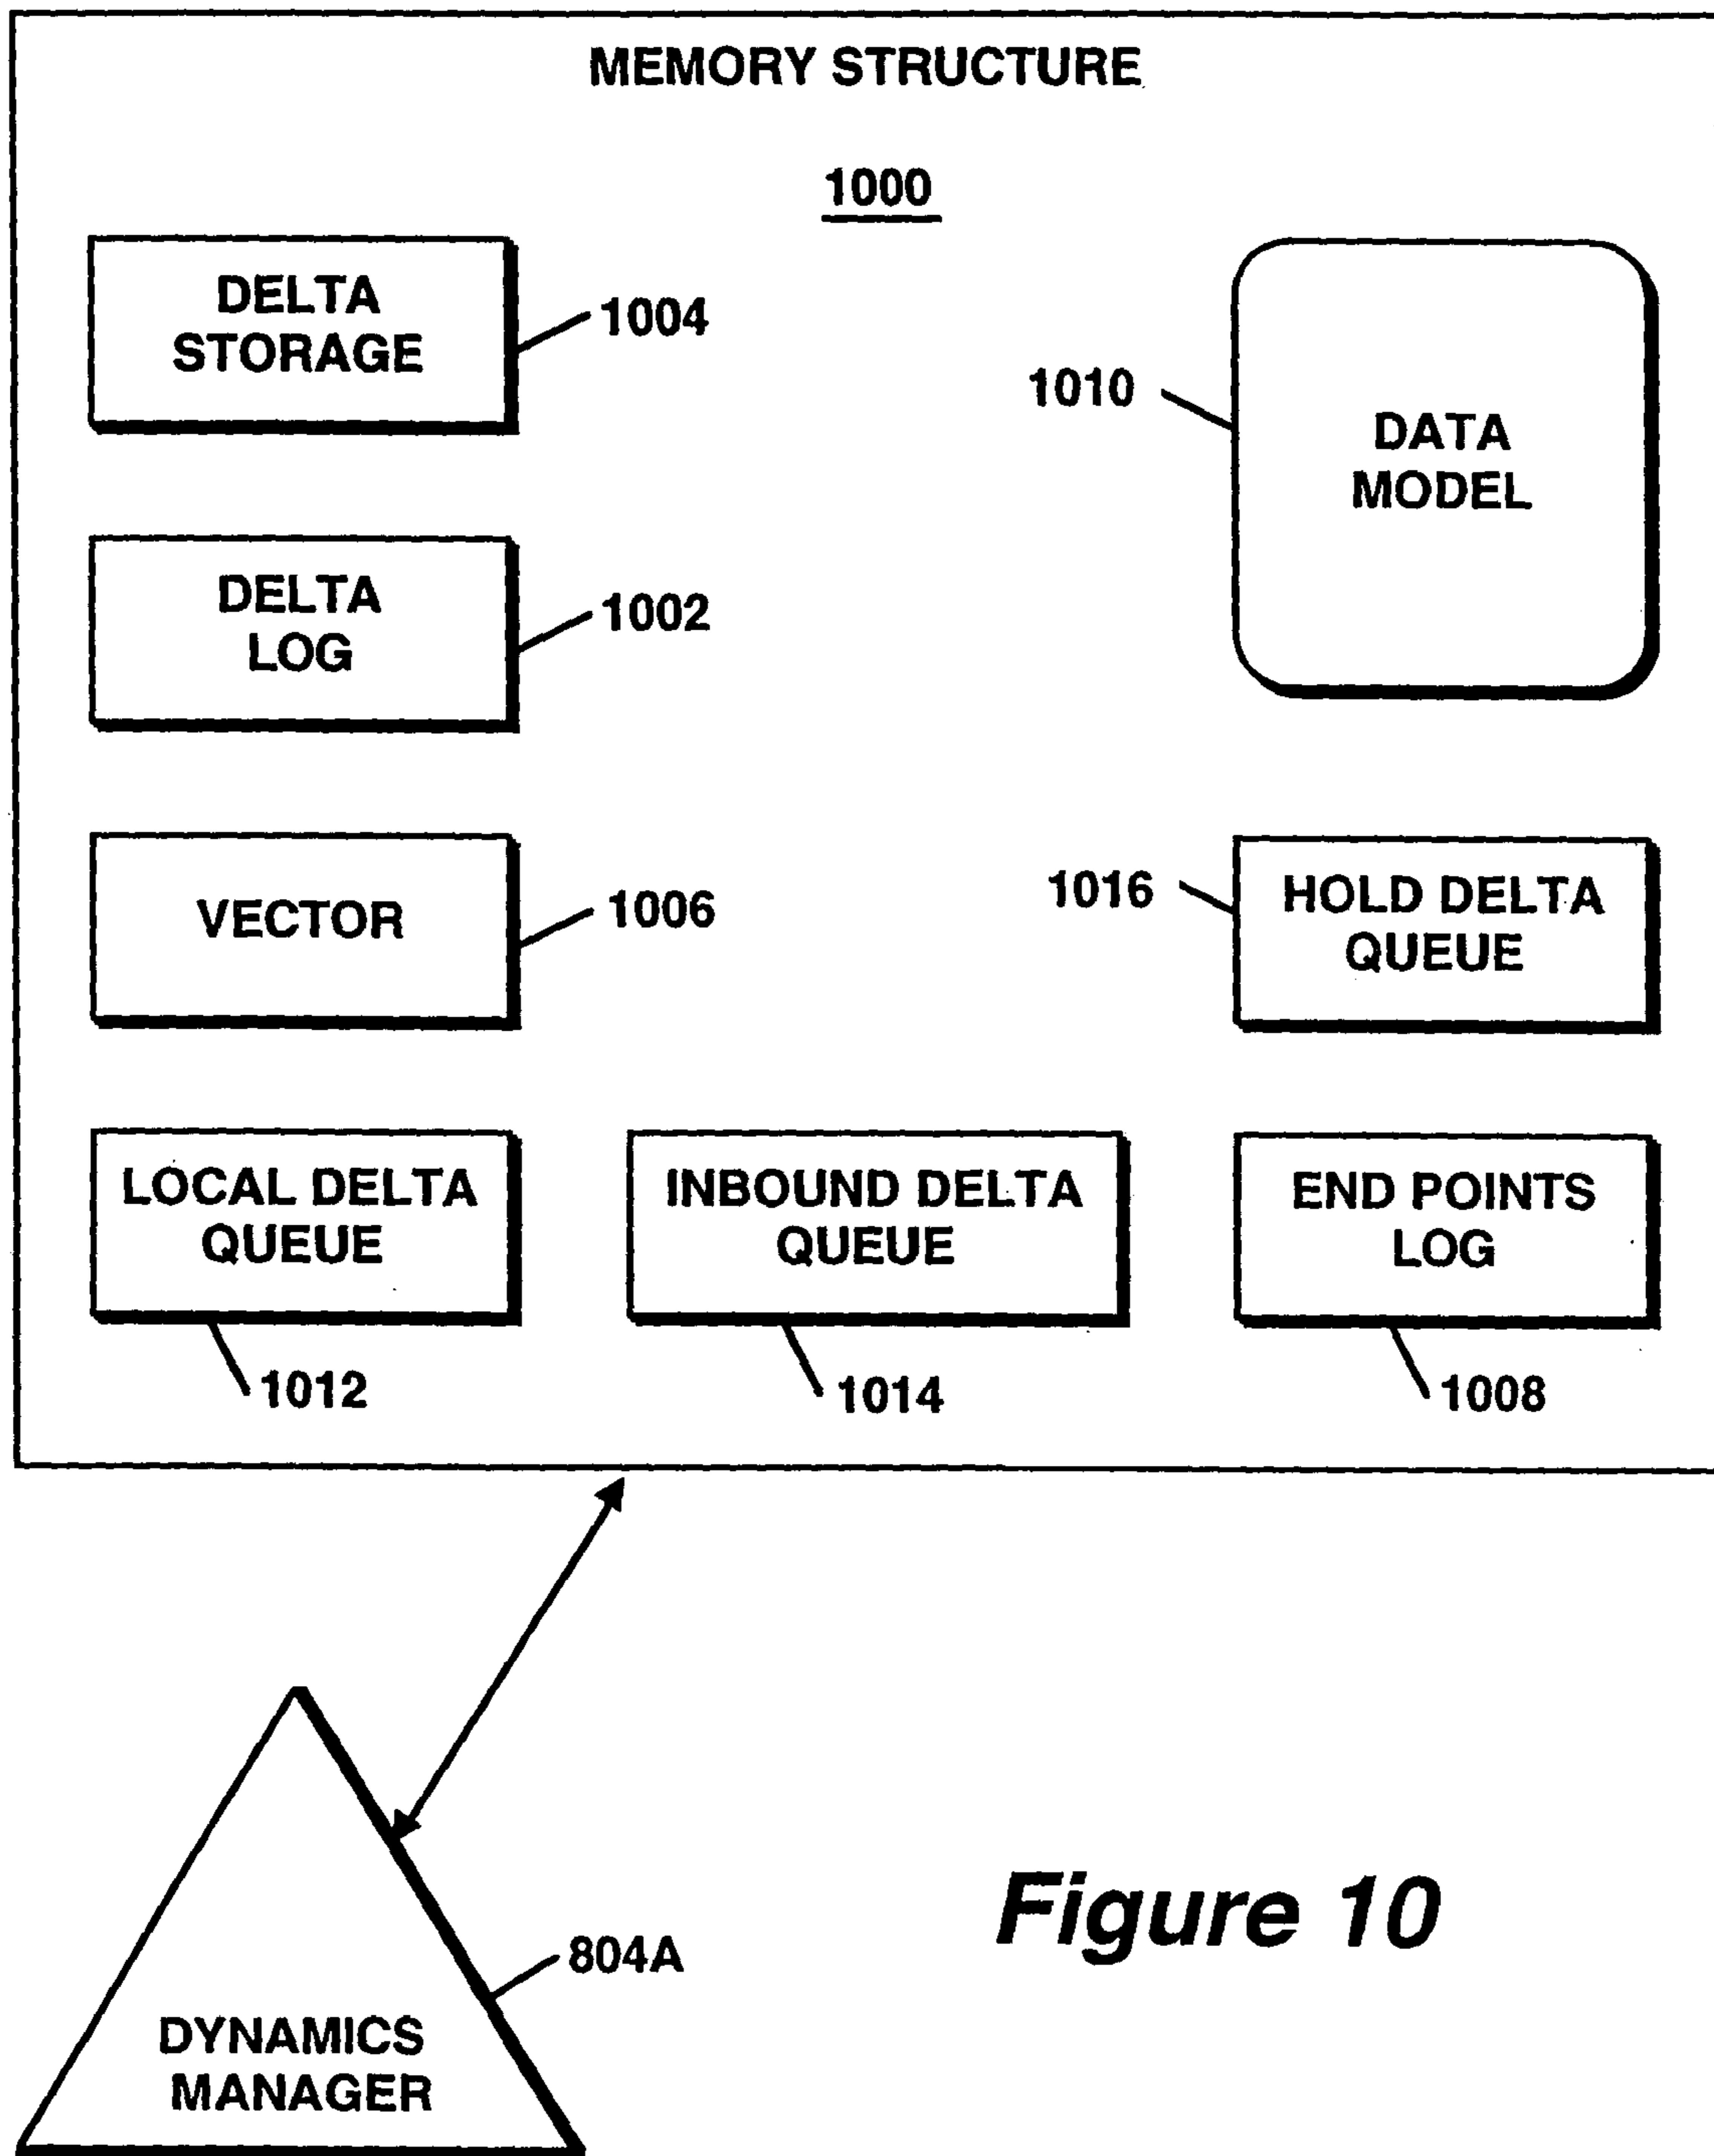 MEMORY STRUCTURE
1000
DELTA
STORAGE
1004
1010
DATA
MODEL
DELTA
LOG
1002
VECTOR
1006
1016
HOLD DELTA
QUEUE
LOCAL DELTA
QUEUE
1012
INBOUND DELTA
QUEUE
1014
END POINTS
LOG
1008
804A
DYNAMICS
MANAGER
Figure 10